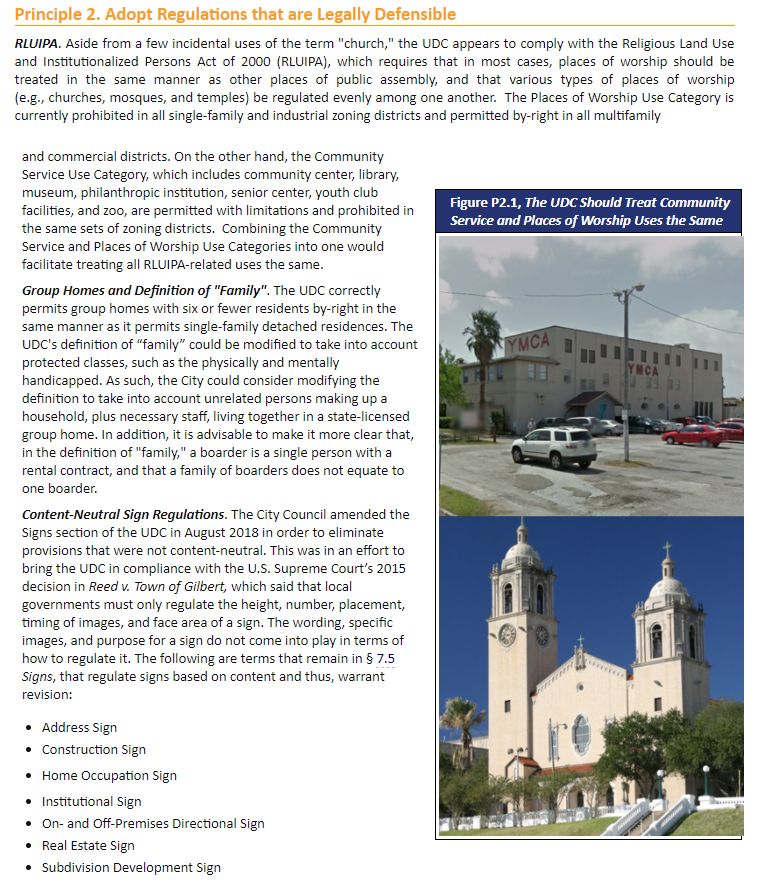 Principle 2. Adopt Regulations that are Legally Defensible
RLUIPA. Aside from a few incidental uses of the term "church," the UDC appears to comply with the Religious Land Use
and Institutionalized Persons Act of 2000 (RLUIPA), which requires that in most cases, places of worship should be
treated in the same manner as other places of public assembly, and that various types of places of worship
(e.g., churches, mosques, and temples) be regulated evenly among one another. The Places of Worship Use Category is
currently prohibited in all single-family and industrial zoning districts and permitted by-right in all multifamily
and commercial districts. On the other hand, the Community
Service Use Category, which includes community center, library,
museum, philanthropic institution, senior center, youth club
facilities, and zoo, are permitted with limitations and prohibited in
the same sets of zoning districts. Combining the Community
Service and Places of Worship Use Categories into one would
facilitate treating all RLUIPA-related uses the same.
Group Homes and Definition of "Family". The UDC correctly
permits group homes with six or fewer residents by-right in the
same manner as it permits single-family detached residences. The
UDC's definition of “family” could be modified to take into account
protected classes, such as the physically and mentally
handicapped. As such, the City could consider modifying the
definition to take into account unrelated persons making up a
household, plus necessary staff, living together in a state-licensed
group home. In addition, it is advisable to make it more clear that,
in the definition of "family," a boarder is a single person with a
rental contract, and that a family of boarders does not equate to
one boarder.
Content-Neutral Sign Regulations. The City Council amended the
Signs section of the UDC in August 2018 in order to eliminate
provisions that were not content-neutral. This was in an effort to
bring the UDC in compliance with the U.S. Supreme Court’s 2015
decision in Reed v. Town of Gilbert, which said that local
governments must only regulate the height, number, placement,
timing of images, and face area of a sign. The wording, specific
images, and purpose for a sign do not come into play in terms of
how to regulate it. The following are terms that remain in § 7.5
Signs, that regulate signs based on content and thus, warrant
revision:
• Address Sign
• Construction Sign
• Home Occupation Sign
• Institutional Sign
• On- and Off-Premises Directional Sign
• Real Estate Sign
• Subdivision Development Sign
Figure P2.1, The UDC Should Treat Community
Service and Places of Worship Uses the Same
YMCA
YMCA